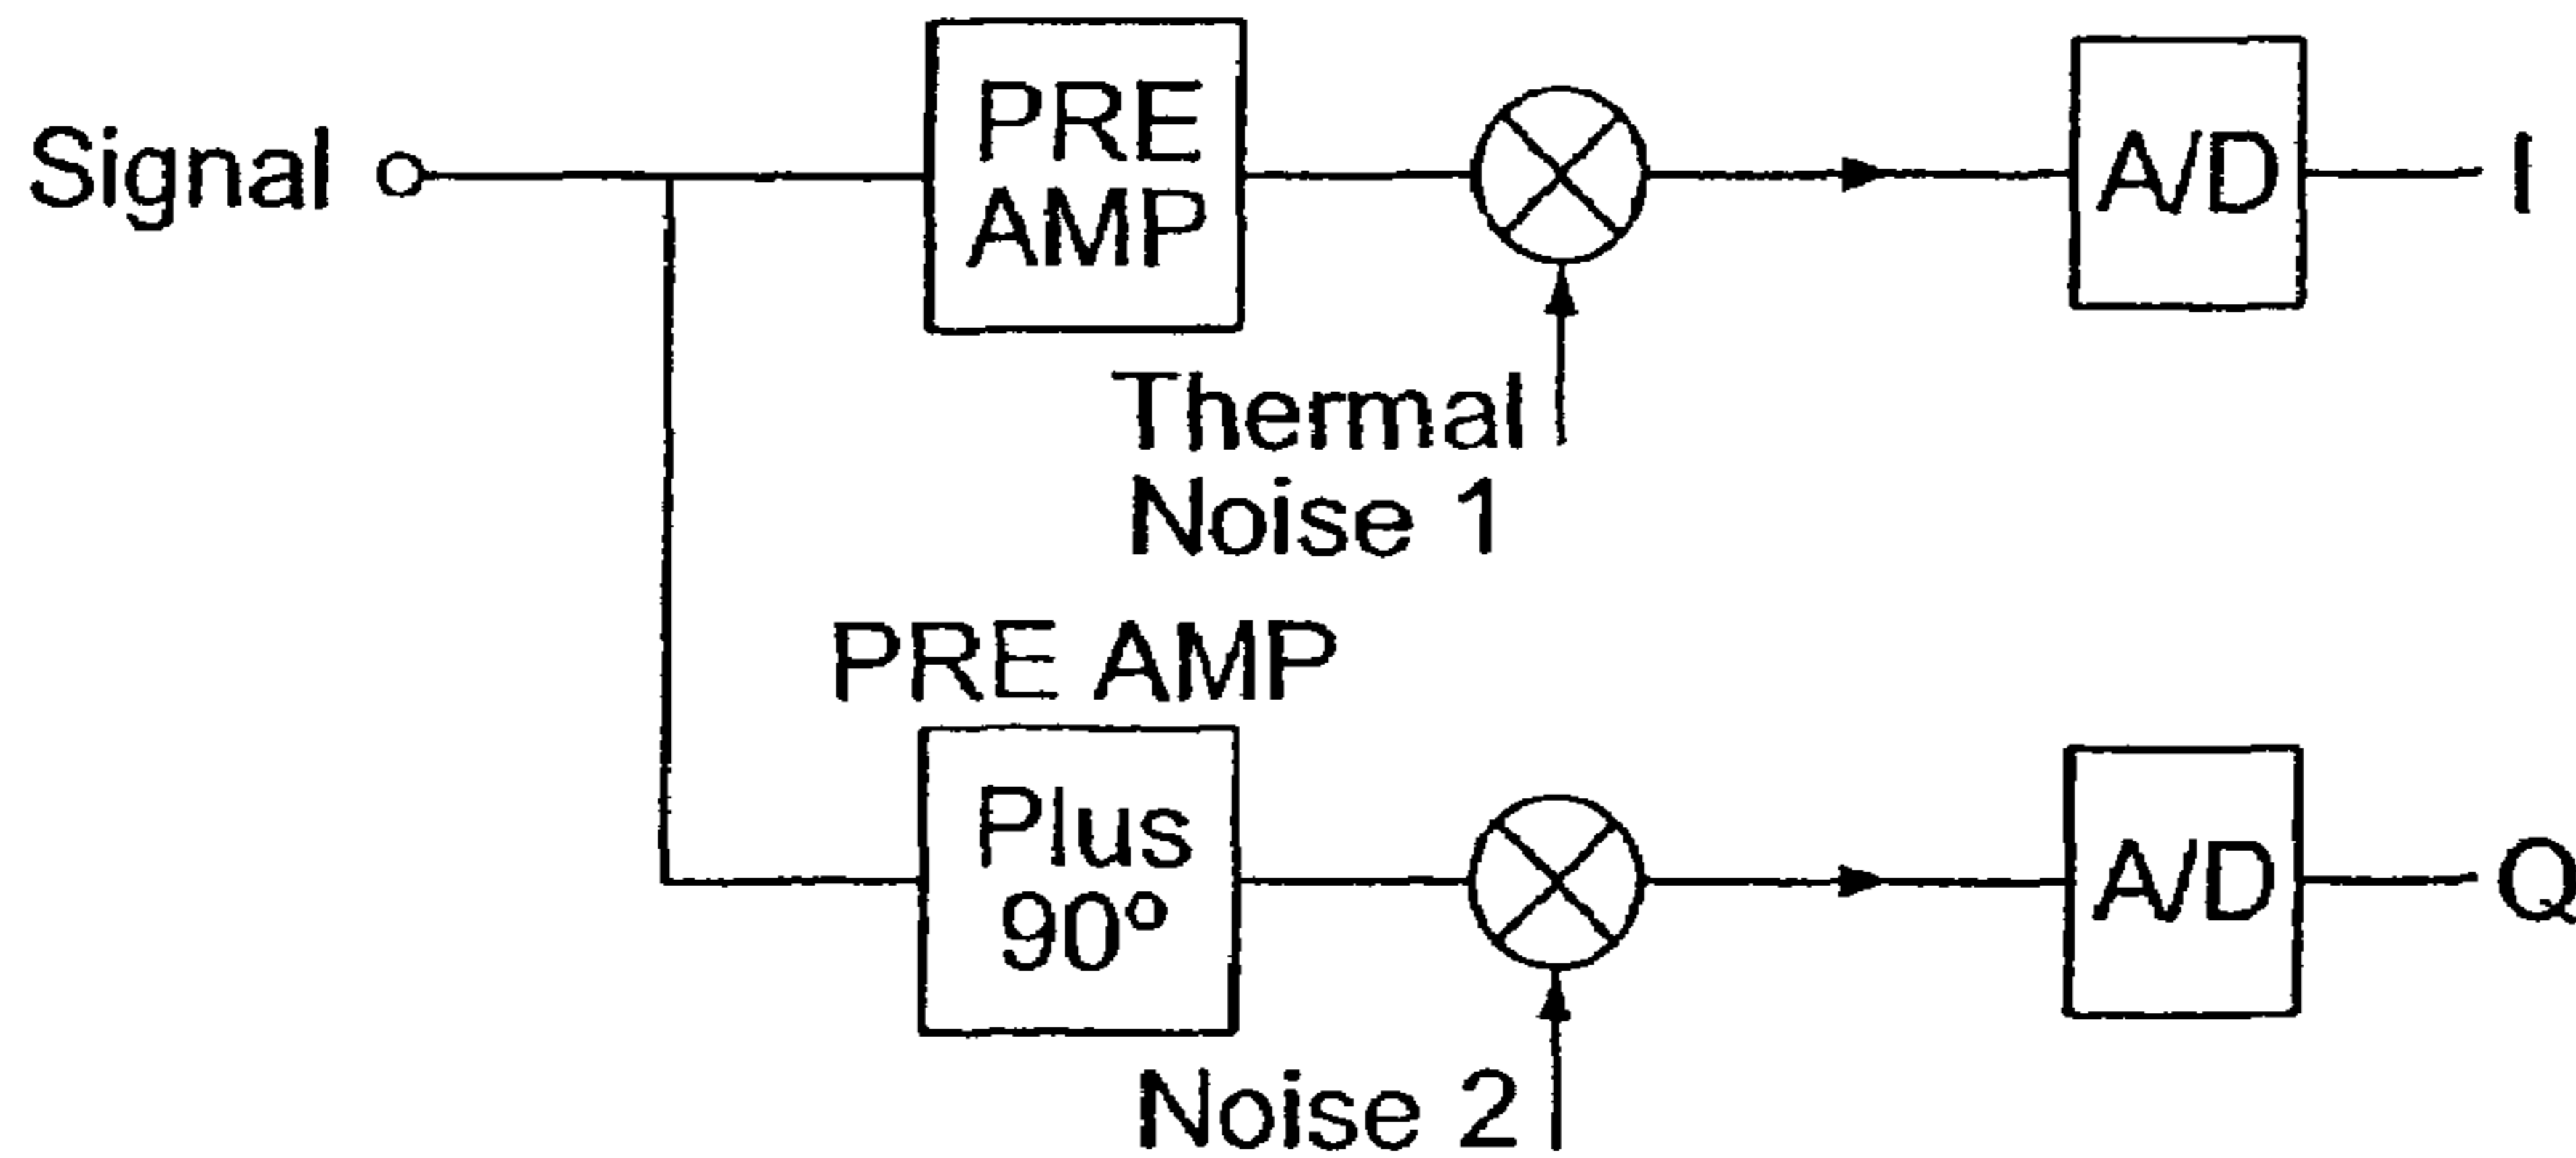 Signal
PRE
AMP
A/D
I
Thermal
Noise 1
PRE AMP
Plus
90°
A/D
Q
Noise 2